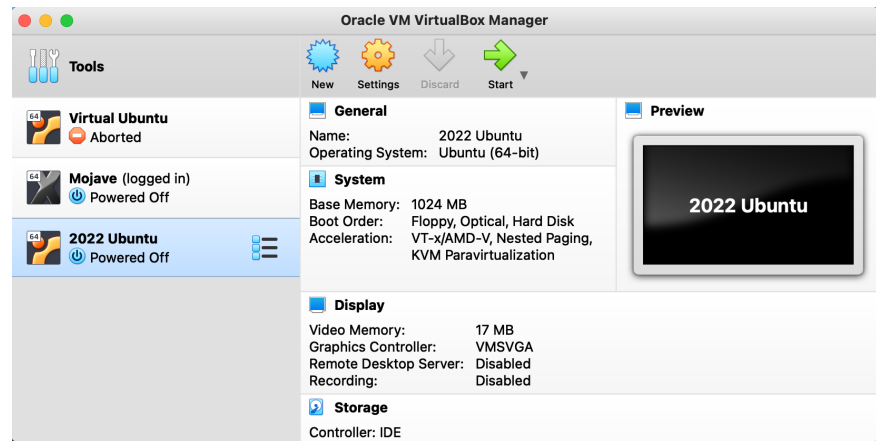 Oracle VM VirtualBox Manager
Tools
New Settings Discard Start
64
Virtual Ubuntu
Aborted
64
Mojave (logged in)
Powered Off
64
2022 Ubuntu
Powered Off
General
Name: 2022 Ubuntu
Operating System: Ubuntu (64-bit)
System
Base Memory: 1024 MB
Boot Order: Floppy, Optical, Hard Disk
Acceleration: VT-x/AMD-V, Nested Paging,
KVM Paravirtualization
Preview
2022 Ubuntu
Display
Video Memory: 17 MB
Graphics Controller: VMSVGA
Remote Desktop Server: Disabled
Recording: Disabled
Storage
Controller: IDE